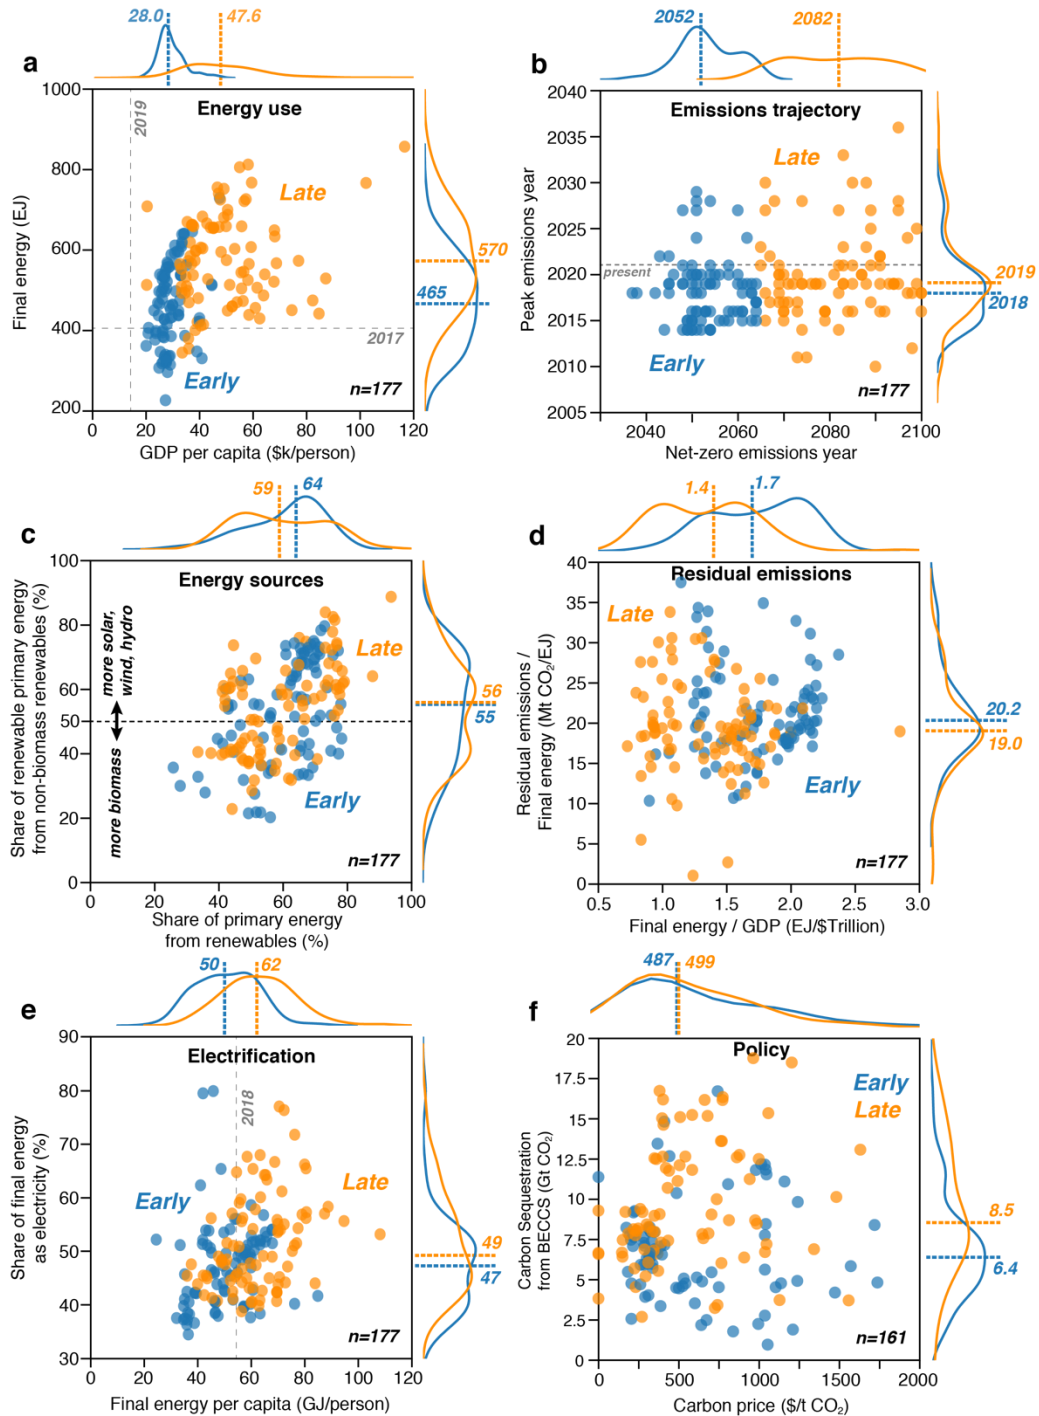 28.0
47.6
a
Energy use
2019
Late
Early
570
465
2017
n=177
1000
800
600
400
200
Final energy (EJ)
0
20
40
60
80
100
120
GDP per capita ($k/person)
2052
2082
b
Emissions trajectory
Late
present
Early
2019
2018
n=177
2040
2035
2030
2025
2020
2015
2010
2005
Peak emissions year
2040
2060
2080
2100
Net-zero emissions year
59
64
c
Energy sources
more solar,
wind, hydro
more biomass
Late
Early
56
55
n=177
100
80
60
50
40
20
0
Share of renewable primary energy
from non-biomass renewables (%)
0
20
40
60
80
100
Share of primary energy
from renewables (%)
1.4
1.7
d
Residual emissions
Late
Early
20.2
19.0
n=177
40
35
30
25
20
15
10
5
0
Residual emissions /
Final energy (Mt CO₂/EJ)
0.5
1.0
1.5
2.0
2.5
3.0
Final energy / GDP (EJ/$Trillion)
50
62
e
Electrification
2018
Early
Late
49
47
n=177
90
80
70
60
50
40
30
Share of final energy
as electricity (%)
0
20
40
60
80
100
120
Final energy per capita (GJ/person)
487
499
f
Policy
Early
Late
8.5
6.4
n=161
20
17.5
15
12.5
10
7.5
5
2.5
0
Carbon Sequestration
from BECCS (Gt CO₂)
0
500
1000
1500
2000
Carbon price ($/t CO₂)